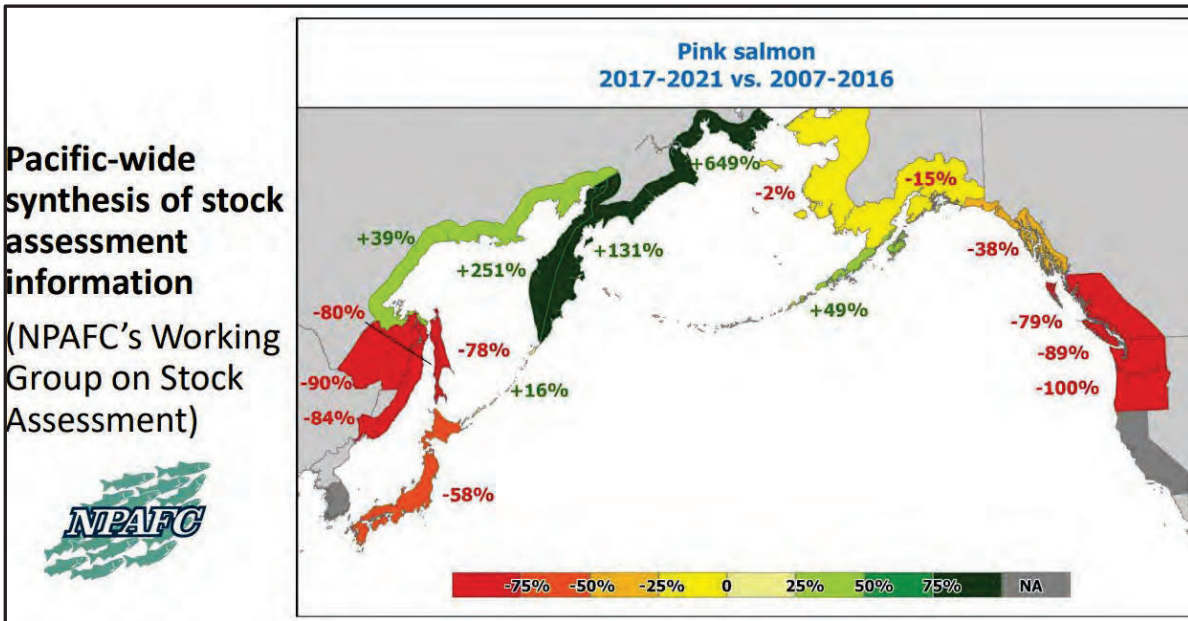 Pacific-wide
synthesis of stock
assessment
information
(NPAFC's Working
Group on Stock
Assessment)
NPAFC
Pink salmon
2017-2021 vs. 2007-2016
+649%
-2%
-15%
+39%
+251%
+131%
-38%
-80%
-78%
+49%
-79%
-90%
+16%
-89%
-84%
-100%
-58%
-75% -50% -25% 0 25% 50% 75% NA